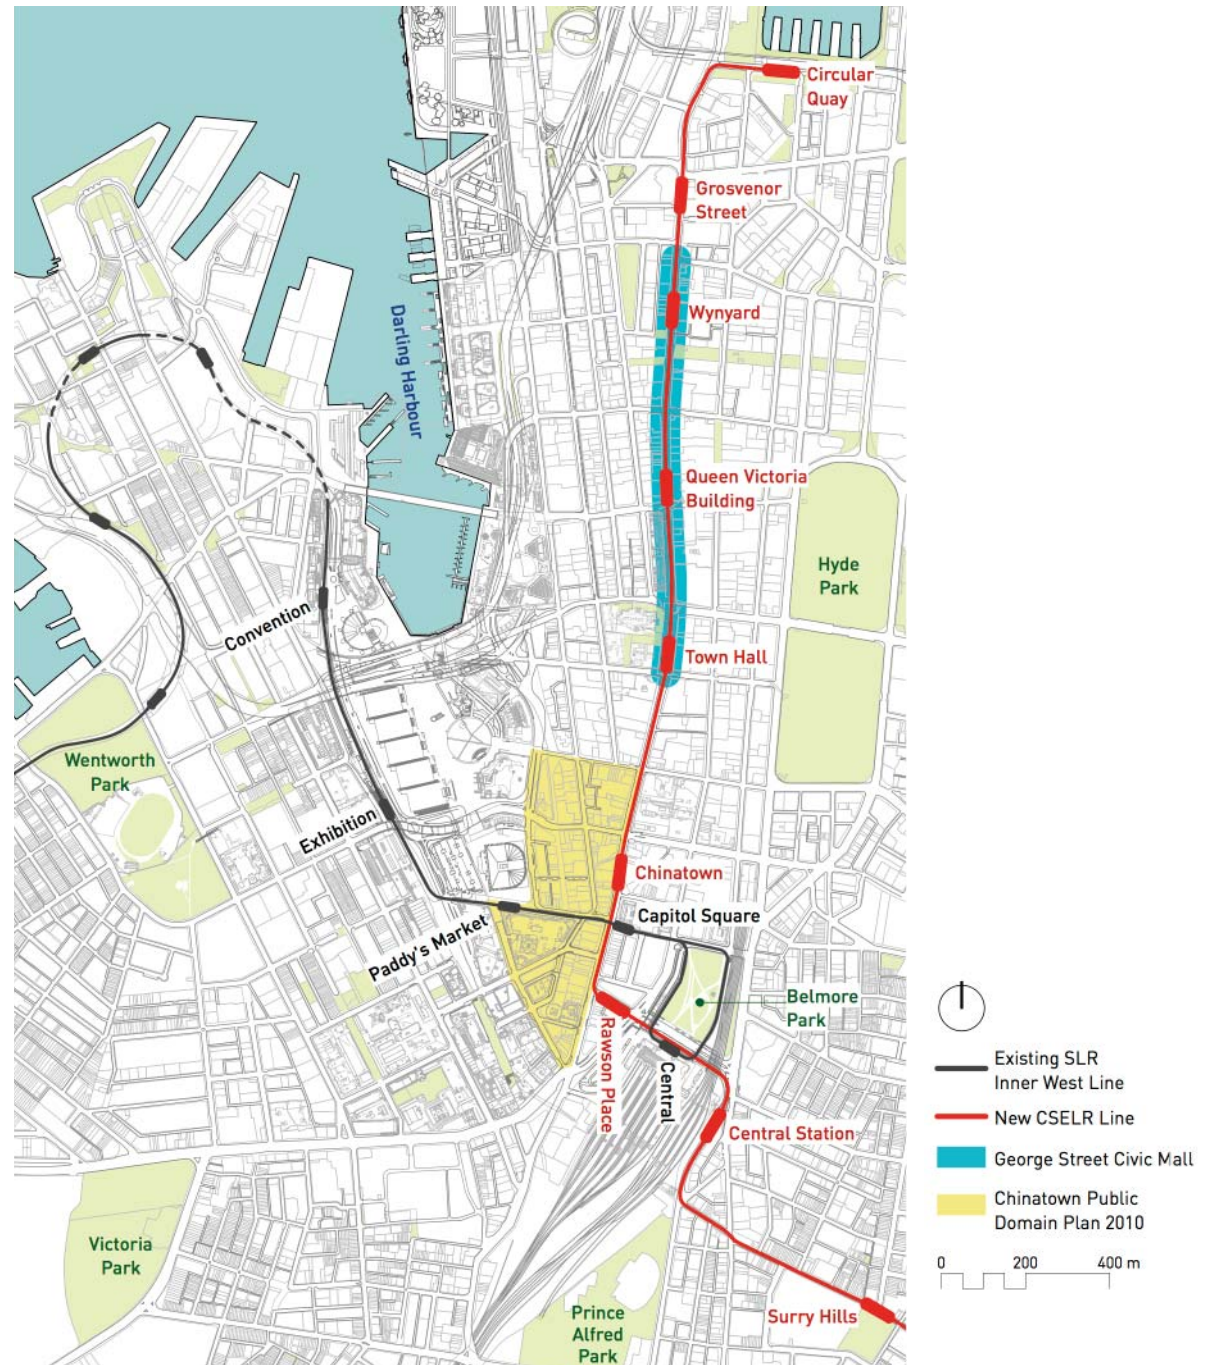 Circular
Quay
Grosvenor
Street
Wynyard
Darling Harbour
Queen Victoria
Building
Hyde
Park
Convention
Town Hall
Wentworth
Park
Exhibition
Chinatown
Capitol Square
Paddy's Market
Belmore
Park
Rawson Place
Central
Central Station
Victoria
Park
Prince
Alfred
Park
Surry Hills
Existing SLR
Inner West Line
New CSELR Line
George Street Civic Mall
Chinatown Public
Domain Plan 2010
0 200 400 m